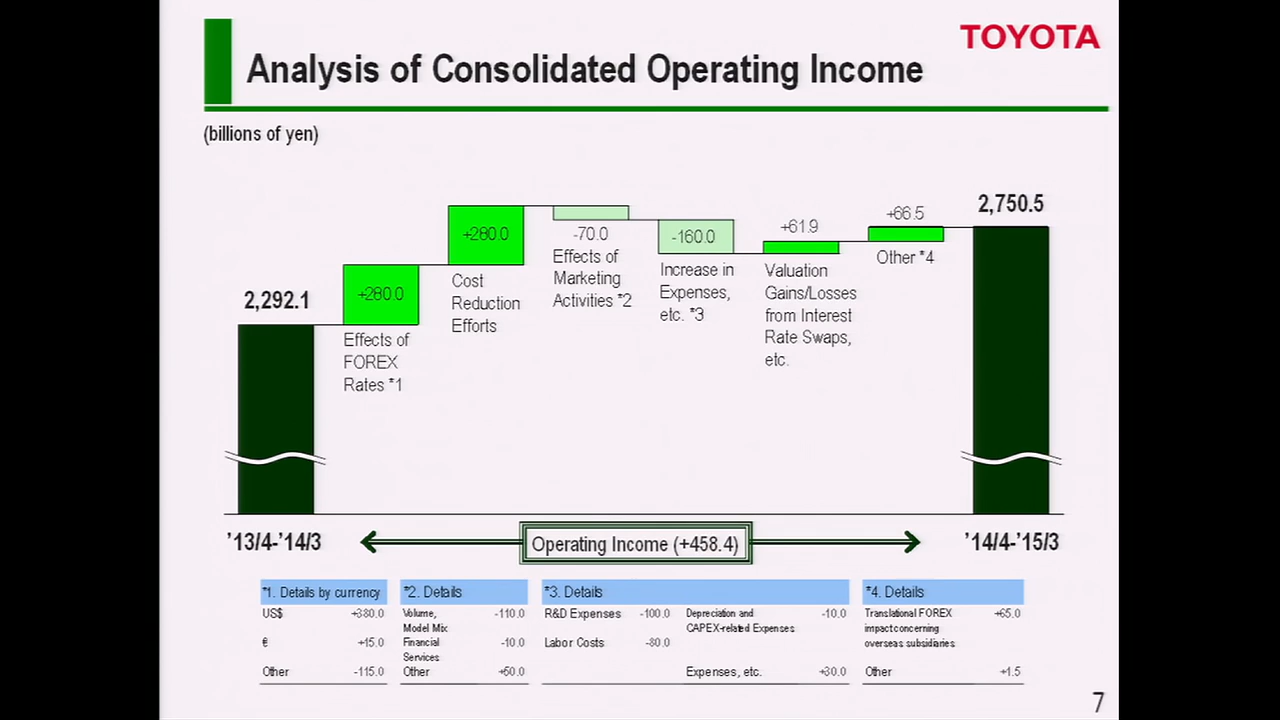 TOYOTA
Analysis of Consolidated Operating Income
(billions of yen)
2,292.1
+280.0
Effects of
FOREX
Rates *1
+280.0
Cost
Reduction
Efforts
-70.0
Effects of
Marketing
Activities *2
-160.0
Increase in
Expenses,
etc. *3
+61.9
Valuation
Gains/Losses
from Interest
Rate Swaps,
etc.
+66.5
Other *4
2,750.5
’13/4-’14/3
Operating Income (+458.4)
’14/4-’15/3
*1. Details by currency
US$ +380.0
€ +15.0
Other -115.0
*2. Details
Volume, -110.0
Model Mix
Financial -10.0
Services
Other +50.0
*3. Details
R&D Expenses -100.0
Labor Costs -80.0
Depreciation and -10.0
CAPEX-related Expenses
Expenses, etc. +30.0
*4. Details
Translational FOREX +65.0
impact concerning
overseas subsidiaries
Other +1.5
7